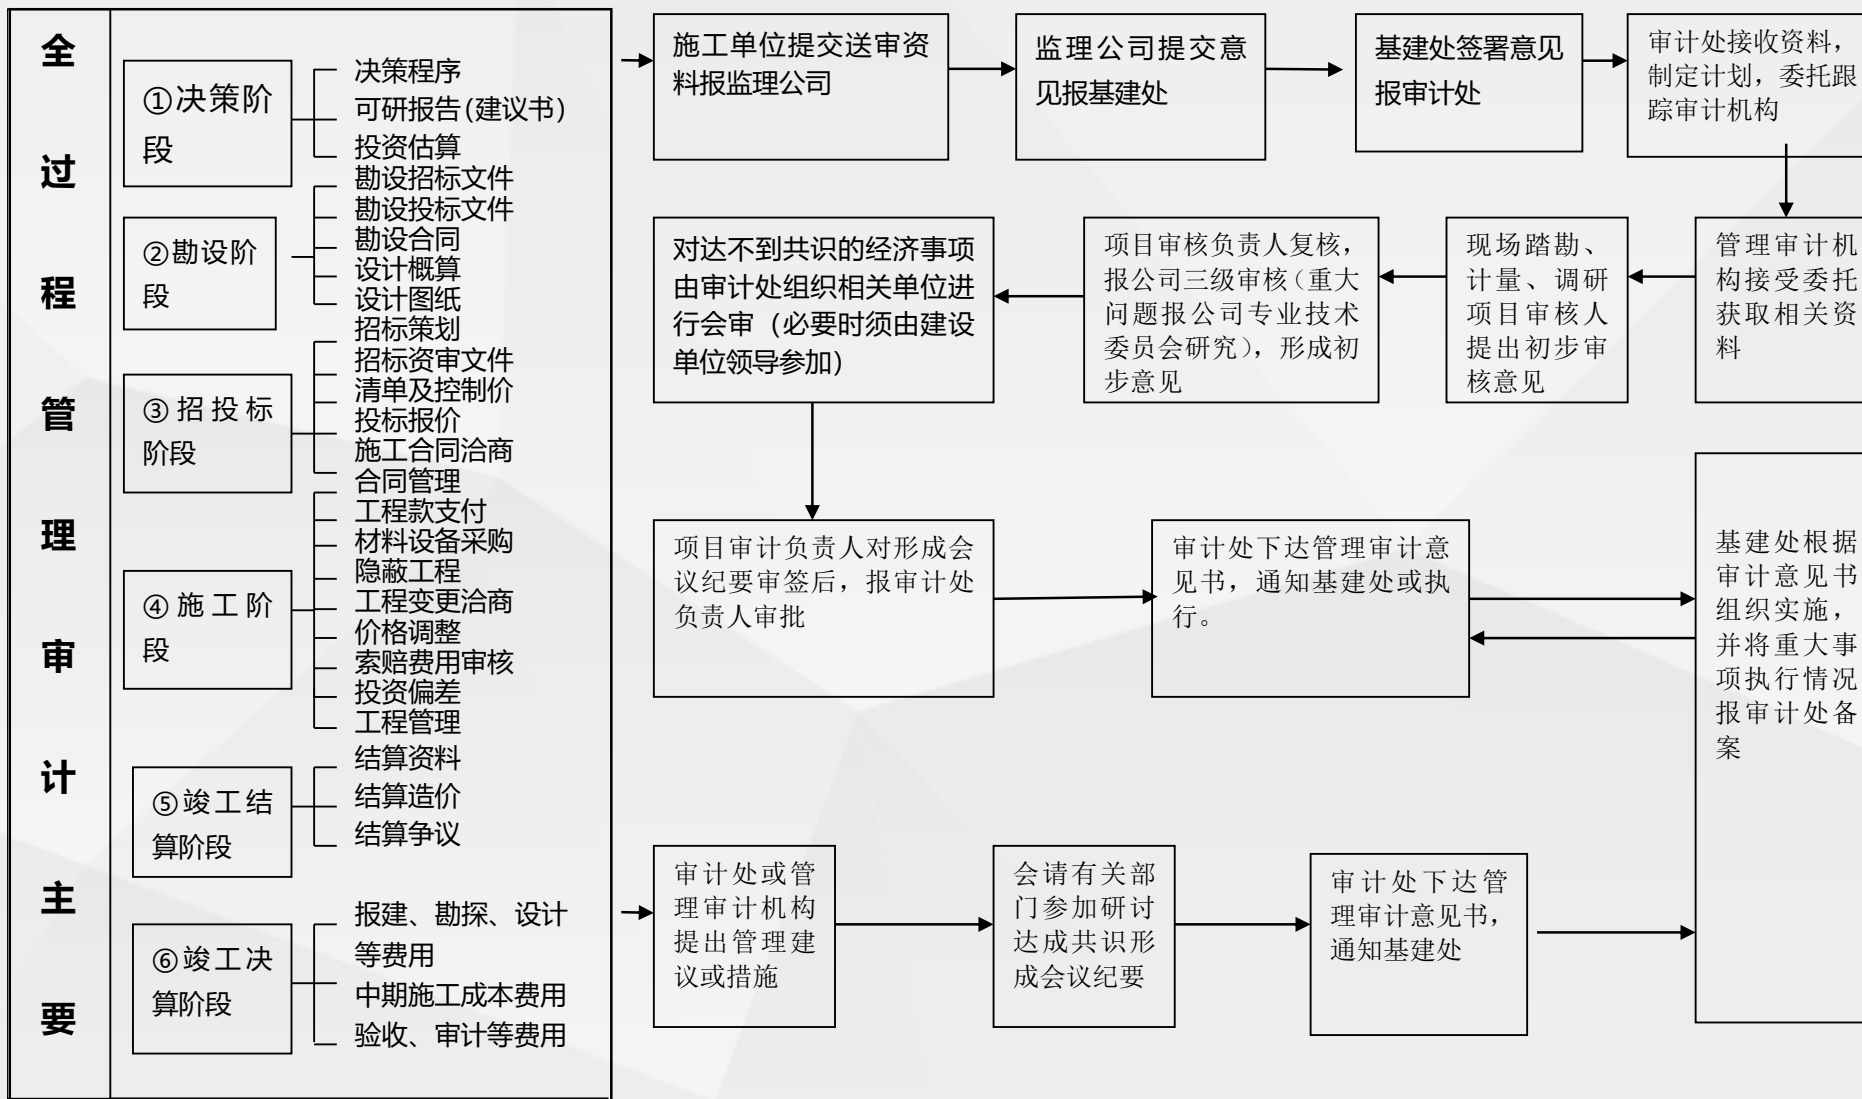 全
过
程
管
理
审
计
主
要
①决策阶
段
决策程序
可研报告(建议书)
投资估算
②勘设阶
段
勘设招标文件
勘设投标文件
勘设合同
设计概算
设计图纸
③招投标
阶段
招标策划
招标资审文件
清单及控制价
投标报价
施工合同洽商
④施工阶
段
合同管理
工程款支付
材料设备采购
隐蔽工程
工程变更洽商
价格调整
索赔费用审核
投资偏差
工程管理
⑤竣工结
算阶段
结算资料
结算造价
结算争议
⑥竣工决
算阶段
报建、勘探、设计
等费用
中期施工成本费用
验收、审计等费用
施工单位提交送审资
料报监理公司
监理公司提交意
见报基建处
基建处签署意见
报审计处
审计处接收资料，
制定计划，委托跟
踪审计机构
管理审计机
构接受委托
获取相关资
料
现场踏勘、
计量、调研
项目审核人
提出初步审
核意见
项目审核负责人复核，
报公司三级审核（重大
问题报公司专业技术
委员会研究），形成初
步意见
对达不到共识的经济事项
由审计处组织相关单位进
行会审（必要时须由建设
单位领导参加）
项目审计负责人对形成会
议纪要审签后，报审计处
负责人审批
审计处下达管理审计意
见书，通知基建处或执
行。
基建处根据
审计意见书
组织实施，
并将重大事
项执行情况
报审计处备
案
审计处或管
理审计机构
提出管理建
议或措施
会请有关部
门参加研讨
达成共识形
成会议纪要
审计处下达管
理审计意见书，
通知基建处